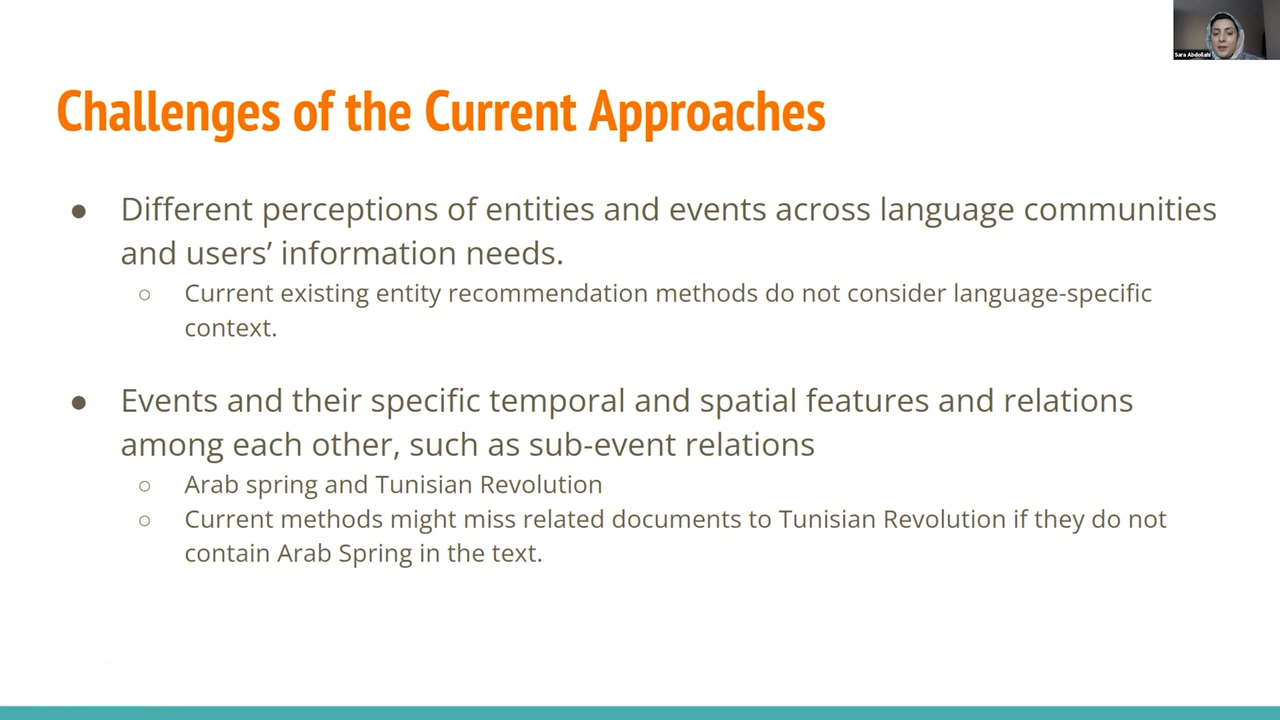 Sara Abdollahi
Challenges of the Current Approaches
● Different perceptions of entities and events across language communities
and users’ information needs.
○ Current existing entity recommendation methods do not consider language-specific
context.
● Events and their specific temporal and spatial features and relations
among each other, such as sub-event relations
○ Arab spring and Tunisian Revolution
○ Current methods might miss related documents to Tunisian Revolution if they do not
contain Arab Spring in the text.